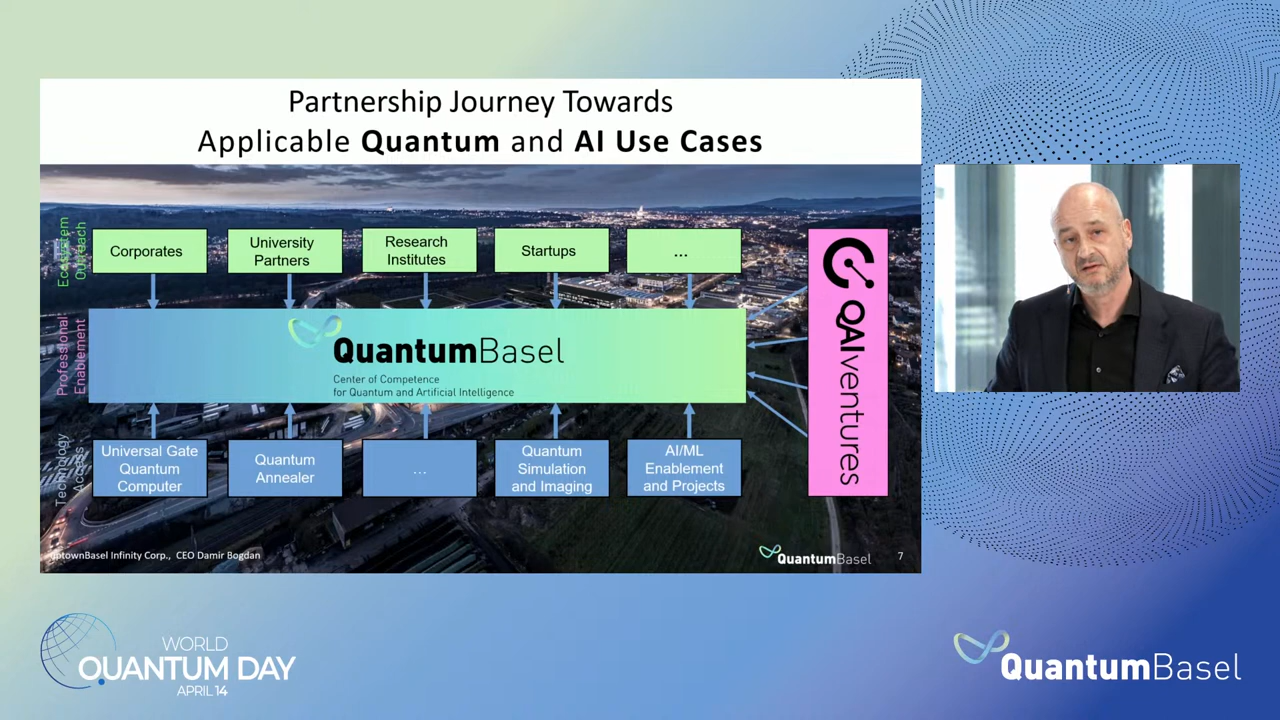 Partnership Journey Towards
Applicable Quantum and AI Use Cases
Ecosystem
Outreach
Corporates
University
Partners
Research
Institutes
Startups
...
Professional
Enablement
QuantumBasel
Center of Competence
for Quantum and Artificial Intelligence
QAIventures
Technology
Access
Universal Gate
Quantum
Computer
Quantum
Annealer
...
Quantum
Simulation
and Imaging
AI/ML
Enablement
and Projects
uptownBasel Infinity Corp., CEO Damir Bogdan
QuantumBasel
7
WORLD
QUANTUM DAY
APRIL 14
QuantumBasel